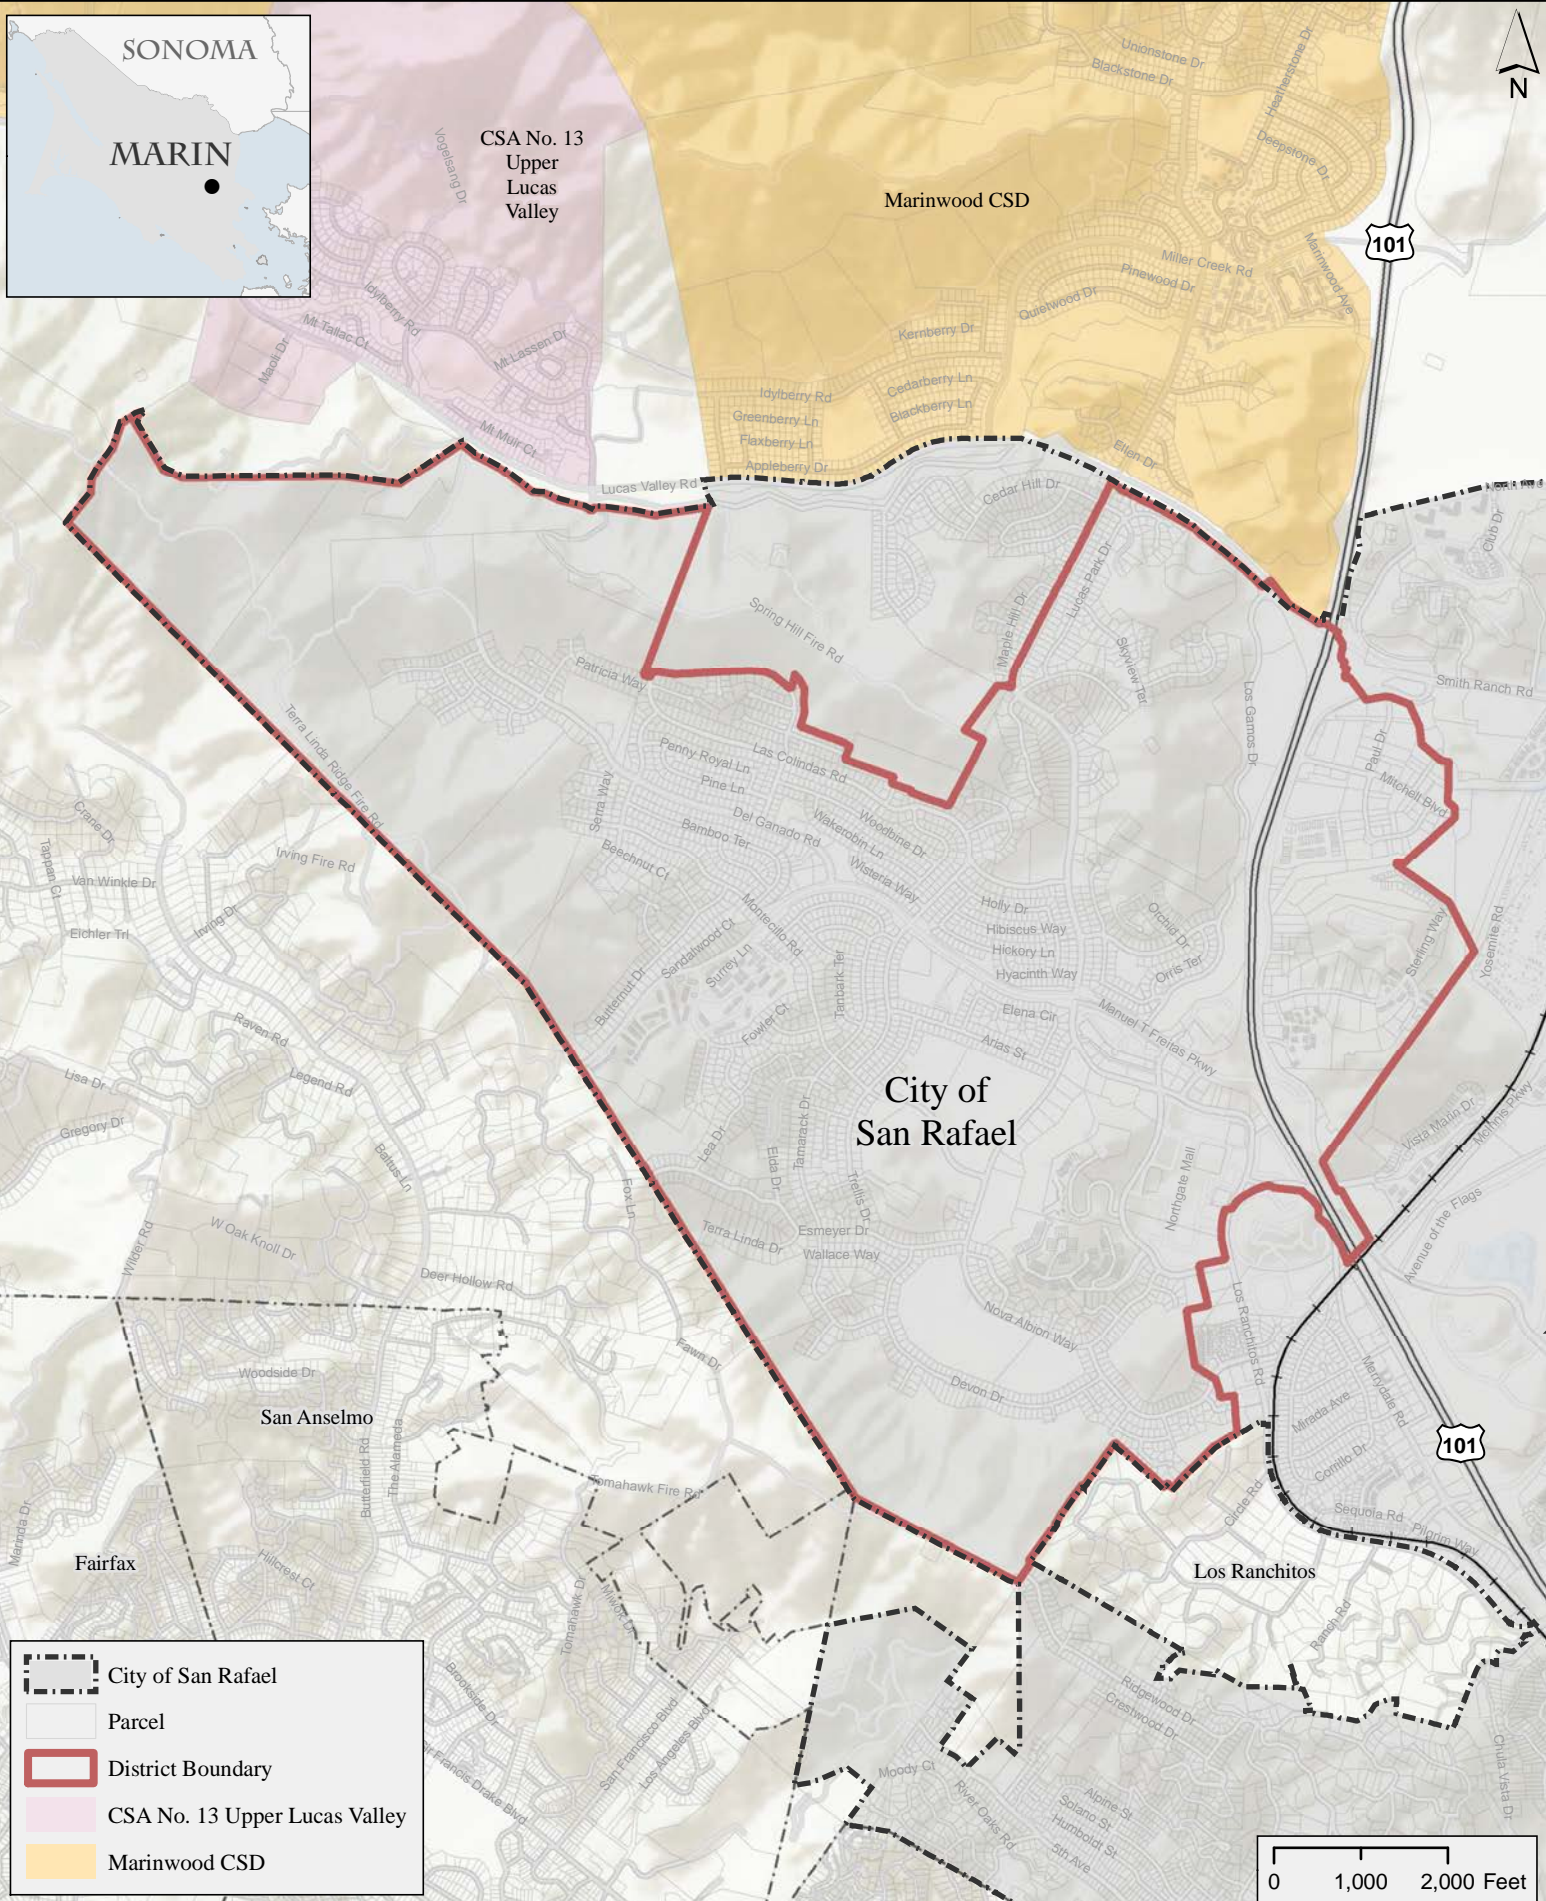 SONOMA
MARIN
N
CSA No. 13
Upper
Lucas
Valley
Marinwood CSD
101
Unionstone Dr
Blackstone Dr
Heatherstone Dr
Deepstone Dr
Vogelsang Dr
Miller Creek Rd
Pinewood Dr
Marinwood Ave
Quietwood Dr
Idylberry Rd
Mt Tallac Ct
Maoli Dr
Mt Lassen Dr
Kernberry Dr
Cedarberry Ln
Blackberry Ln
Idylberry Rd
Greenberry Ln
Flaxberry Ln
Appleberry Dr
Mt Muir Ct
Lucas Valley Rd
Ellen Dr
Cedar Hill Dr
North Ave
Club Dr
Lucas Park Dr
Maple Hill Dr
Spring Hill Fire Rd
Skyview Ter
Smith Ranch Rd
Los Gamos Dr
Patricia Way
Terra Linda Ridge Fire Rd
Penny Royal Ln
Las Colindas Rd
Pine Ln
Serra Way
Paul Dr
Mitchell Blvd
Del Ganado Rd
Wakerobin Ln
Woodbine Dr
Bamboo Ter
Beechnut Ct
Wisteria Way
Crane Dr
Tappan Ct
Irving Fire Rd
Van Winkle Dr
Irving Dr
Eichler Trl
Holly Dr
Hibiscus Way
Hickory Ln
Hyacinth Way
Orchid Dr
Orris Ter
Montecillo Rd
Sandalwood Ct
Surrey Ln
Butternut Dr
Fowler Ct
Tanbark Ter
Sterling Way
Yosemite Rd
Elena Cir
Arias St
Manuel T Freitas Pkwy
Raven Rd
Legend Rd
Lisa Dr
Gregory Dr
City of
San Rafael
Vista Marin Dr
McInnis Pkwy
Baltus Ln
Lea Dr
Elda Dr
Tamarack Dr
Trellis Dr
Northgate Mall
Fox Ln
Avenue of the Flags
Wilder Rd
W Oak Knoll Dr
Deer Hollow Rd
Terra Linda Dr
Esmeyer Dr
Wallace Way
Los Ranchitos Rd
Nova Albion Way
Fawn Dr
Woodside Dr
Devon Dr
Merrydale Rd
Mirada Ave
San Anselmo
101
Butterfield Rd
The Alameda
Corrillo Dr
Tomahawk Fire Rd
Circle Rd
Sequoia Rd
Pilgrim Way
Marinda Dr
Fairfax
Hillcrest Ct
Tomahawk Dr
Miwok Dr
Los Ranchitos
Ranch Rd
Brookside Dr
San Francisco Blvd
Los Angeles Blvd
Ridgewood Dr
Crestwood Dr
Moody Ct
River Oaks Rd
Alpine St
Solano St
Humboldt St
5th Ave
Chula Vista Dr
Francis Drake Blvd
City of San Rafael
Parcel
District Boundary
CSA No. 13 Upper Lucas Valley
Marinwood CSD
0 1,000 2,000 Feet